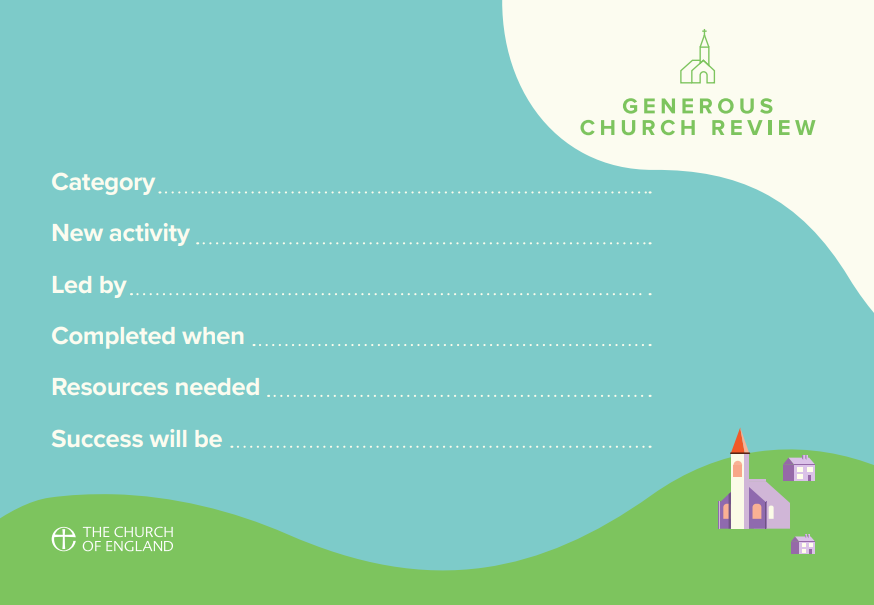 GENEROUS
CHURCH REVIEW
Category
New activity
Led by
Completed when
Resources needed
Success will be
THE CHURCH
OF ENGLAND